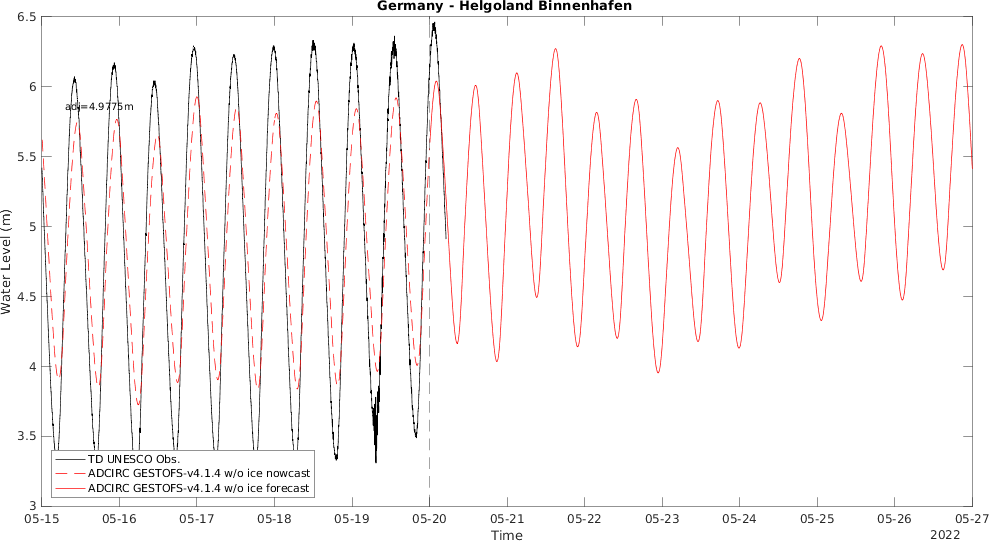 Germany - Helgoland Binnenhafen
Water Level (m)
6.5
6
5.5
5
4.5
4
3.5
3
adj=4.9775m
TD UNESCO Obs.
ADCIRC GESTOFS-v4.1.4 w/o ice nowcast
ADCIRC GESTOFS-v4.1.4 w/o ice forecast
05-15 05-16 05-17 05-18 05-19 05-20 05-21 05-22 05-23 05-24 05-25 05-26 05-27
Time
2022